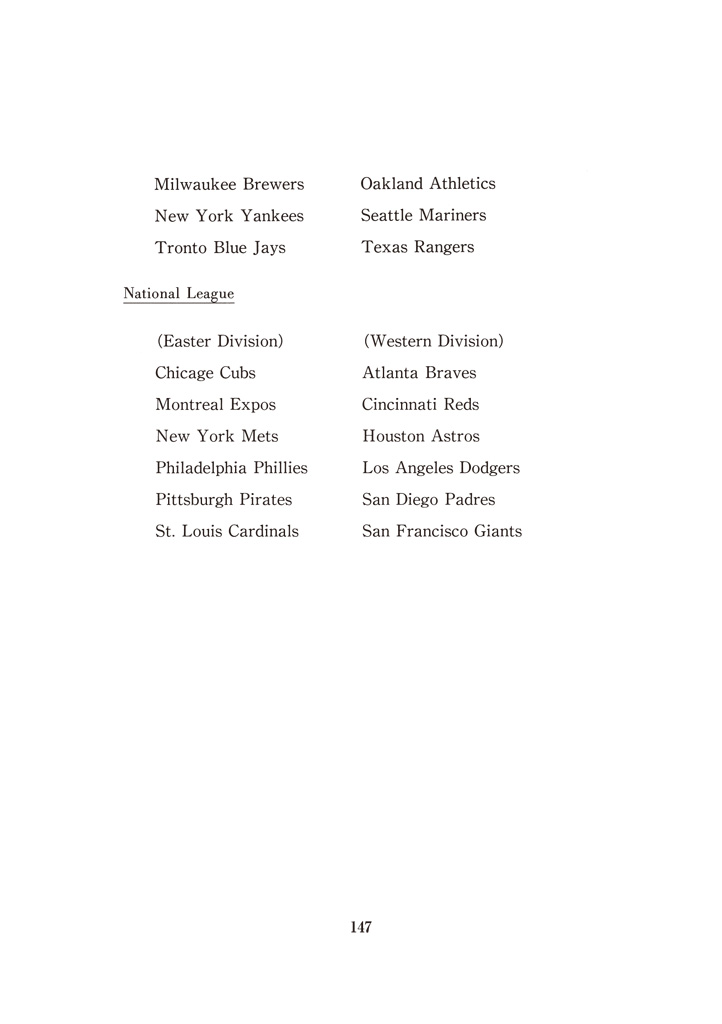 Milwaukee Brewers Oakland Athletics
New York Yankees Seattle Mariners
Tronto Blue Jays Texas Rangers
National League
(Easter Division) (Western Division)
Chicage Cubs Atlanta Braves
Montreal Expos Cincinnati Reds
New York Mets Houston Astros
Philadelphia Phillies Los Angeles Dodgers
Pittsburgh Pirates San Diego Padres
St. Louis Cardinals San Francisco Giants
147